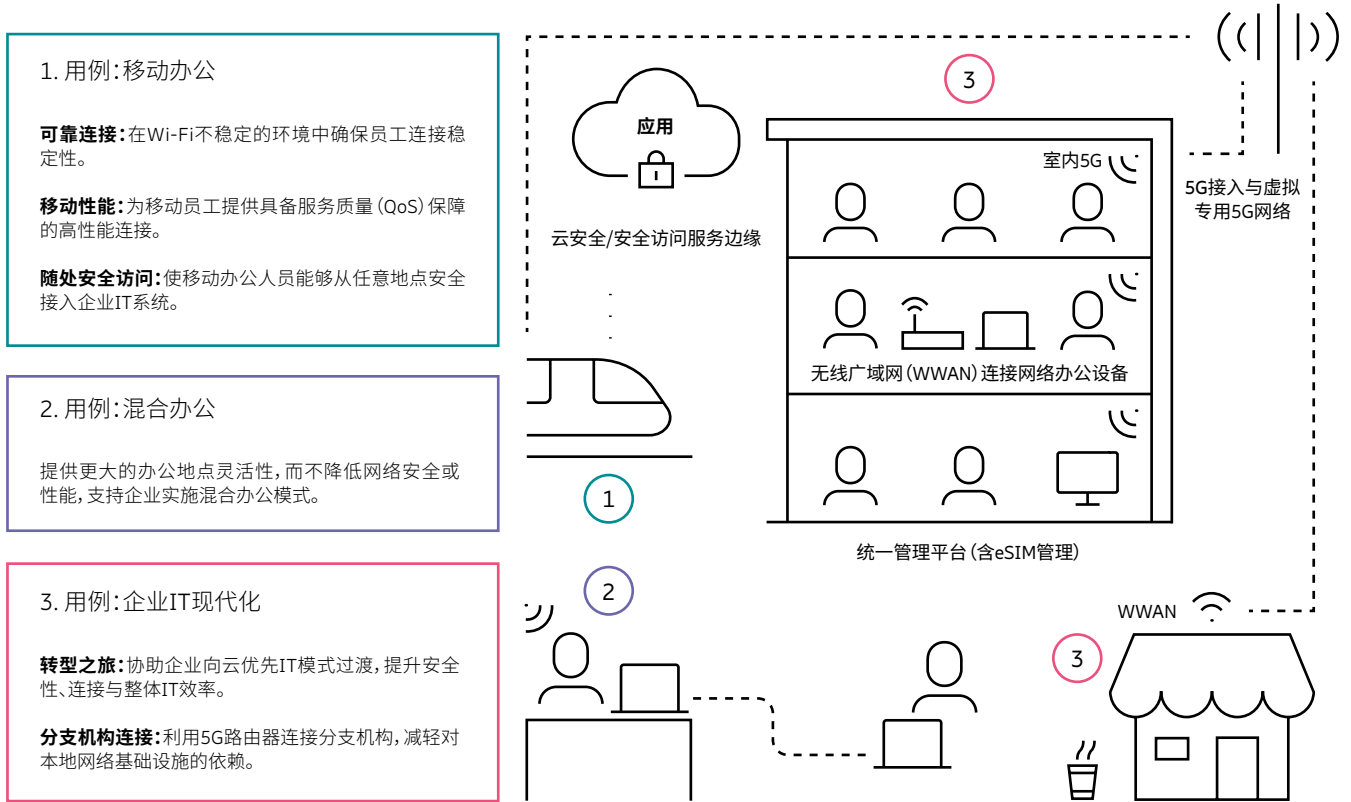 1. 用例：移动办公
可靠连接：在Wi-Fi不稳定的环境中确保员工连接稳
定性。
移动性能：为移动员工提供具备服务质量（QoS）保障
的高性能连接。
随处安全访问：使移动办公人员能够从任意地点安全
接入企业IT系统。
2. 用例：混合办公
提供更大的办公地点灵活性，而不降低网络安全或
性能，支持企业实施混合办公模式。
3. 用例：企业IT现代化
转型之旅：协助企业向云优先IT模式过渡，提升安全
性、连接与整体IT效率。
分支机构连接：利用5G路由器连接分支机构，减轻对
本地网络基础设施的依赖。
应用
云安全/安全访问服务边缘
1
2
3
室内5G
无线广域网（WWAN）连接网络办公设备
统一管理平台（含eSIM管理）
5G接入与虚拟
专用5G网络
WWAN
3